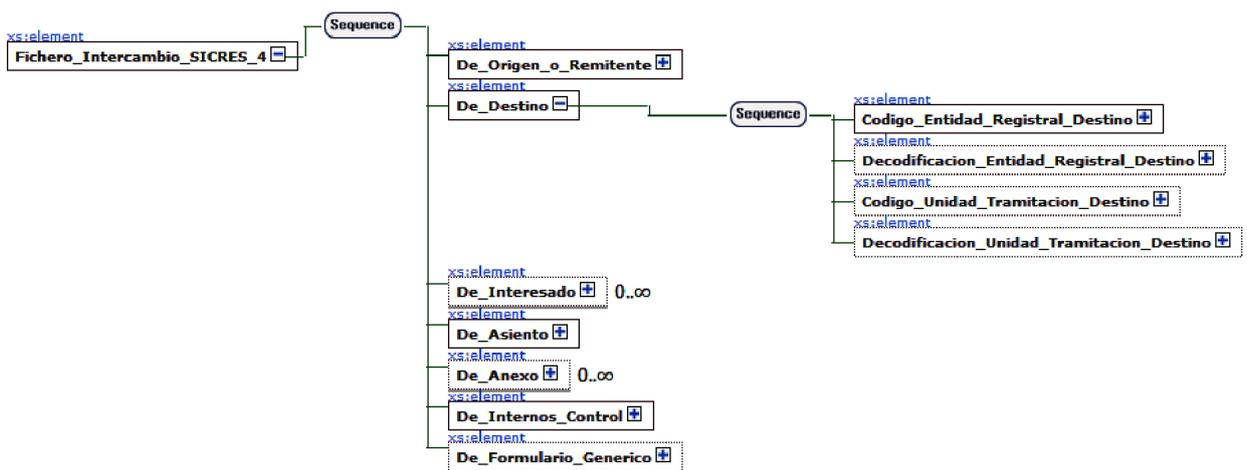 xs:element
Fichero_Intercambio_SICRES_4
Sequence
xs:element
De_Origen_o_Remitente
xs:element
De_Destino
Sequence
xs:element
Codigo_Entidad_Registral_Destino
xs:element
Decodificacion_Entidad_Registral_Destino
xs:element
Codigo_Unidad_Tramitacion_Destino
xs:element
Decodificacion_Unidad_Tramitacion_Destino
xs:element
De_Interesado 0..∞
xs:element
De_Asiento
xs:element
De_Anexo 0..∞
xs:element
De_Internos_Control
xs:element
De_Formulario_Generico